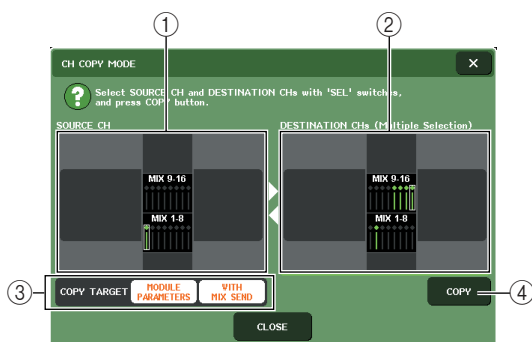 ① ②
CH COPY MODE ×
? Select SOURCE CH and DESTINATION CHs with 'SEL' switches,
and press COPY button.
SOURCE CH DESTINATION CHs (Multiple Selection)
MIX 9-16 MIX 9-16
MIX 1-8 MIX 1-8
③ COPY TARGET MODULE PARAMETERS WITH MIX SEND COPY ④
CLOSE